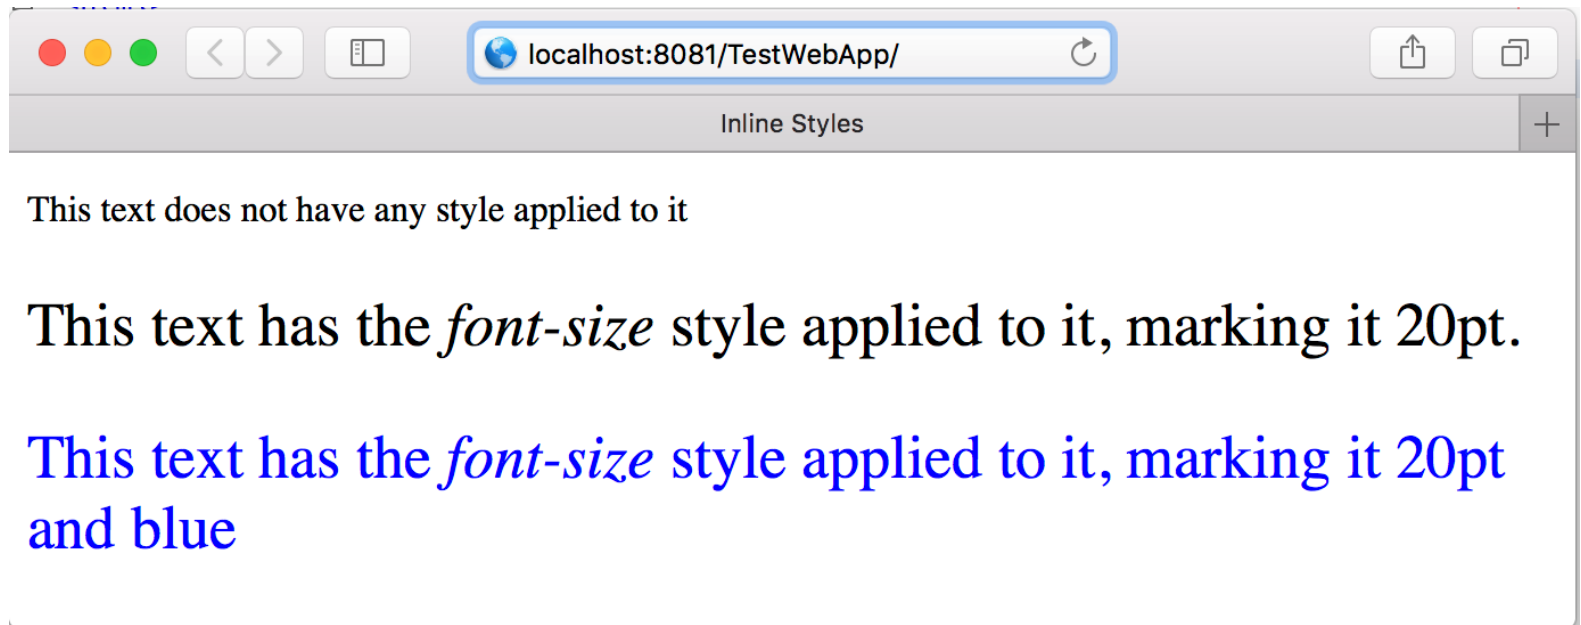 localhost:8081/TestWebApp/
Inline Styles
This text does not have any style applied to it
This text has the font-size style applied to it, marking it 20pt.
This text has the font-size style applied to it, marking it 20pt
and blue